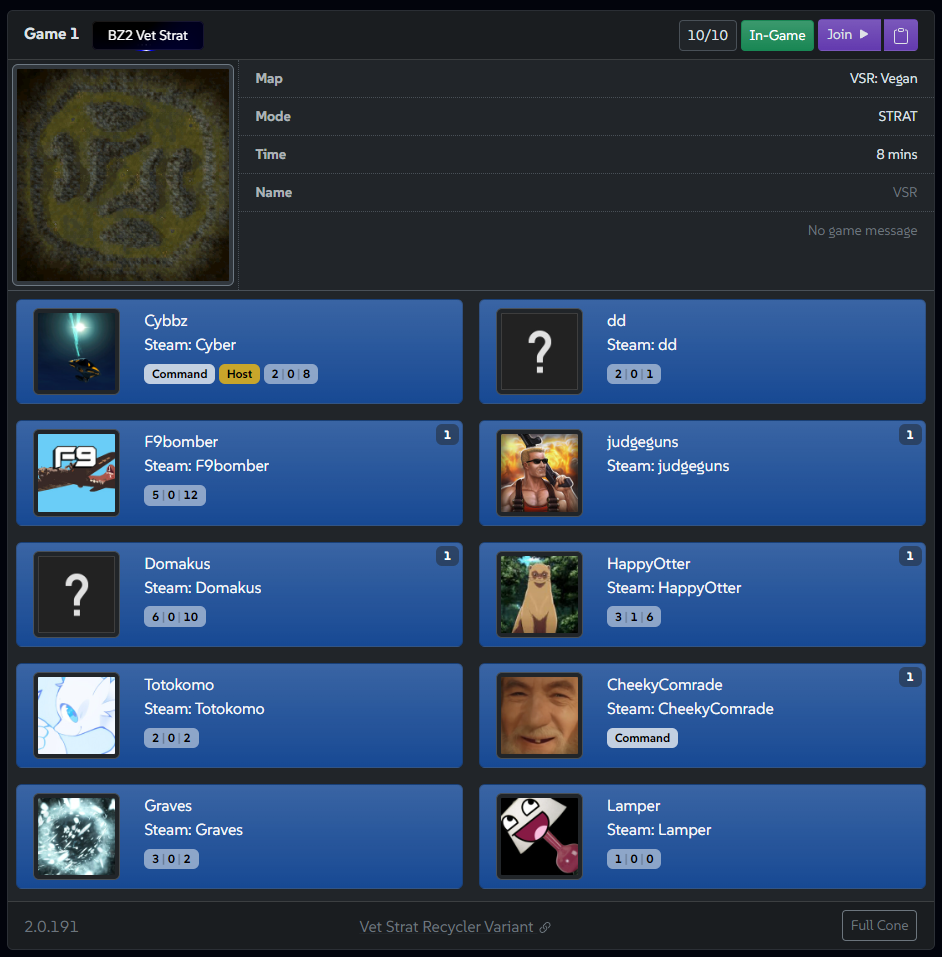 Game 1
BZ2 Vet Strat
10/10
In-Game
Join
Map
VSR: Vegan
Mode
STRAT
Time
8 mins
Name
VSR
No game message
Cybbz
Steam: Cyber
Command
Host
2|0|8
dd
Steam: dd
2|0|1
F9
F9bomber
Steam: F9bomber
5|0|12
1
judgeguns
Steam: judgeguns
1
?
Domakus
Steam: Domakus
6|0|10
1
HappyOtter
Steam: HappyOtter
3|1|6
1
Totokomo
Steam: Totokomo
2|0|2
CheekyComrade
Steam: CheekyComrade
Command
1
Graves
Steam: Graves
3|0|2
Lamper
Steam: Lamper
1|0|0
2.0.191
Vet Strat Recycler Variant
Full Cone